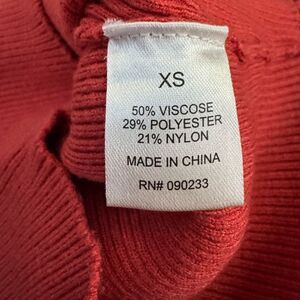 XS
50% VISCOSE
29% POLYESTER
21% NYLON
MADE IN CHINA
RN# 090233